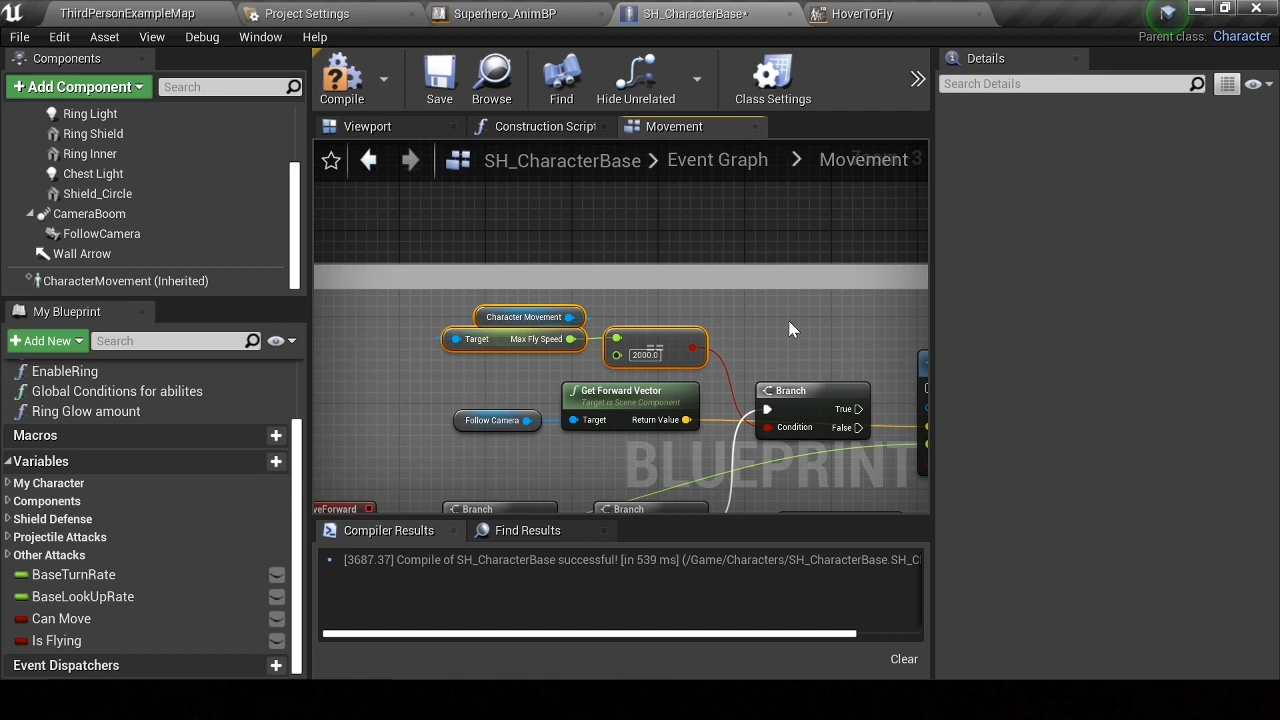 ThirdPersonExampleMap
Project Settings
Superhero_AnimBP
SH_CharacterBase*
HoverToFly
File Edit Asset View Debug Window Help
Parent class: Character
Components
+ Add Component
Search
Ring Light
Ring Shield
Ring Inner
Chest Light
Shield_Circle
CameraBoom
FollowCamera
Wall Arrow
CharacterMovement (Inherited)
My Blueprint
+ Add New
Search
EnableRing
Global Conditions for abilites
Ring Glow amount
Macros
Variables
My Character
Components
Shield Defense
Projectile Attacks
Other Attacks
BaseTurnRate
BaseLookUpRate
Can Move
Is Flying
Event Dispatchers
Compile
Save
Browse
Find
Hide Unrelated
Class Settings
Viewport
Construction Script
Movement
SH_CharacterBase > Event Graph > Movement
Character Movement
Target Max Fly Speed
==
2000.0
Get Forward Vector
Target is Scene Component
Follow Camera
Target Return Value
Branch
True
Condition False
BLUEPRINT
veForward
Branch
Branch
Compiler Results
Find Results
[3687.37] Compile of SH_CharacterBase successful! [in 539 ms] (/Game/Characters/SH_CharacterBase.SH_C
Clear
Details
Search Details